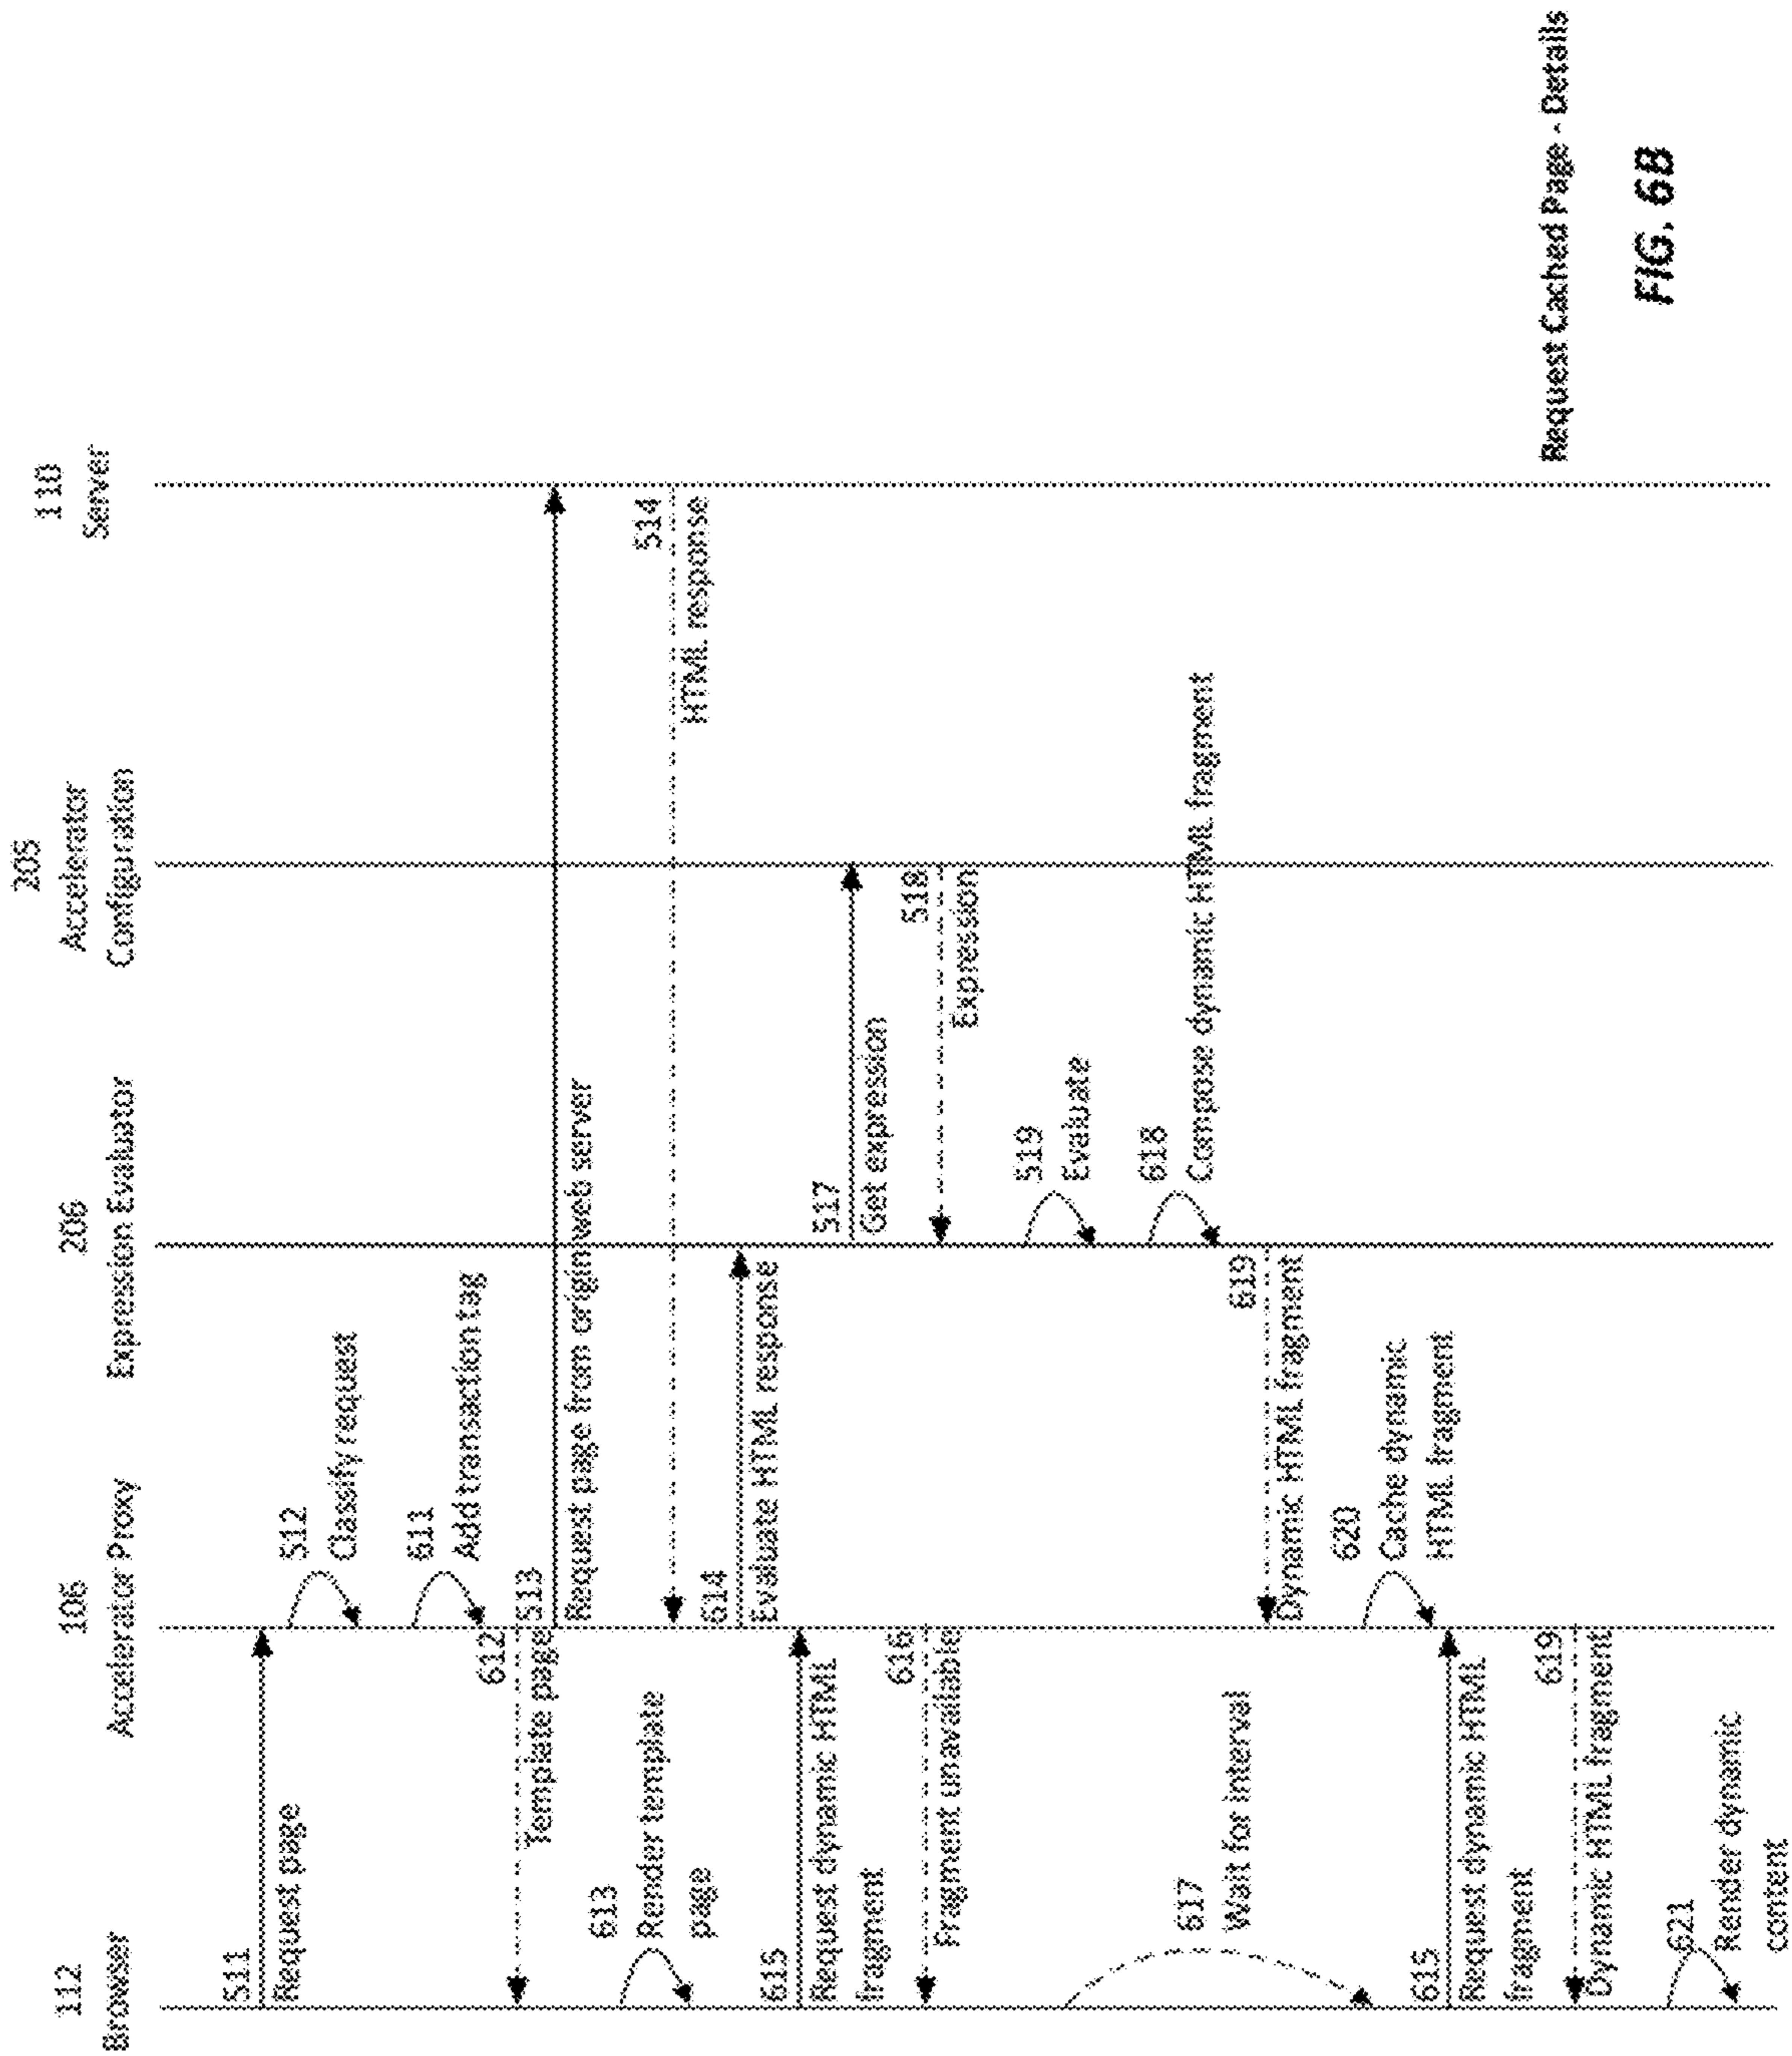 112
Browser
106
Accelerator Proxy
206
Expression Evaluator
205
Accelerator
Configuration
110
Server
511
Request page
512
Classify request
611
Add transaction tag
612
Template page
513
Request page from origin web server
613
Render template
page
514
HTML response
614
Evaluate HTML response
615
Request dynamic HTML
fragment
517
Get expression
616
Fragment unavailable
518
Expression
519
Evaluate
618
Compose dynamic HTML fragment
617
Wait for interval
619
Dynamic HTML fragment
620
Cache dynamic
HTML fragment
615
Request dynamic HTML
fragment
619
Dynamic HTML fragment
621
Render dynamic
content
Request Cached Page - Details
FIG. 6B